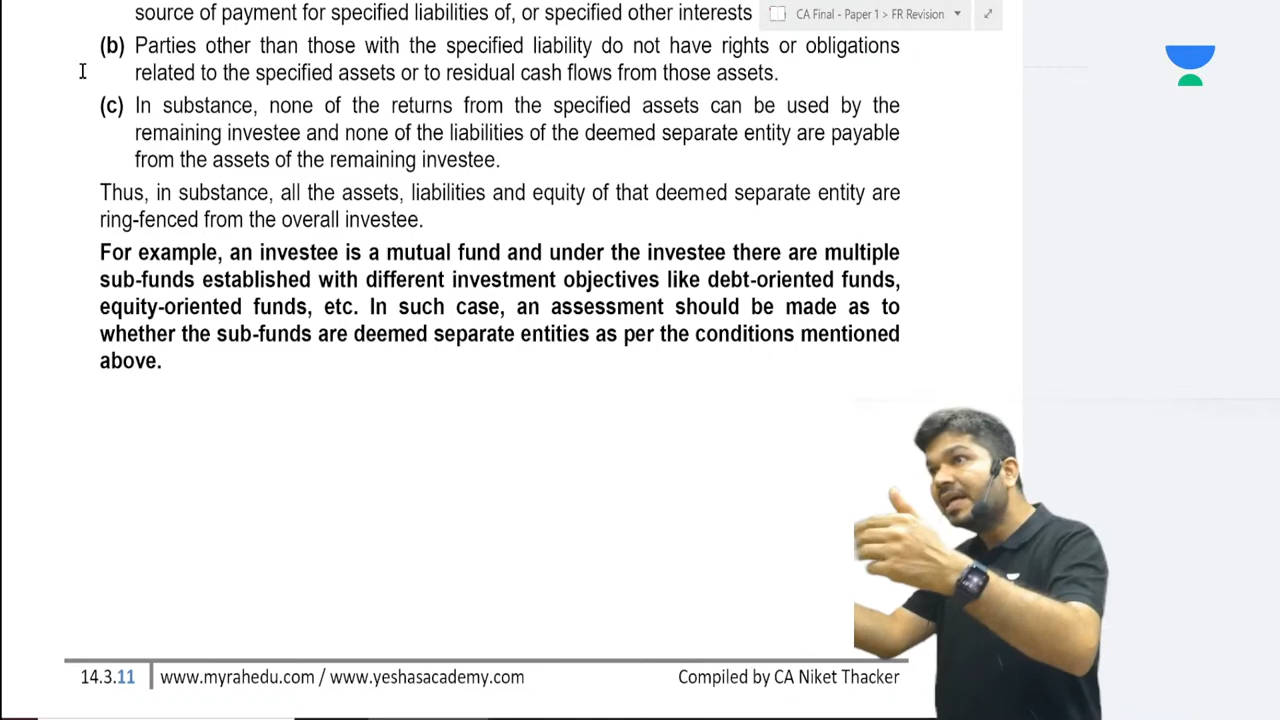 source of payment for specified liabilities of, or specified other interests
CA Final - Paper 1 > FR Revision
(b) Parties other than those with the specified liability do not have rights or obligations
related to the specified assets or to residual cash flows from those assets.
(c) In substance, none of the returns from the specified assets can be used by the
remaining investee and none of the liabilities of the deemed separate entity are payable
from the assets of the remaining investee.
Thus, in substance, all the assets, liabilities and equity of that deemed separate entity are
ring-fenced from the overall investee.
For example, an investee is a mutual fund and under the investee there are multiple
sub-funds established with different investment objectives like debt-oriented funds,
equity-oriented funds, etc. In such case, an assessment should be made as to
whether the sub-funds are deemed separate entities as per the conditions mentioned
above.
14.3.11 www.myrahedu.com / www.yeshasacademy.com Compiled by CA Niket Thacker